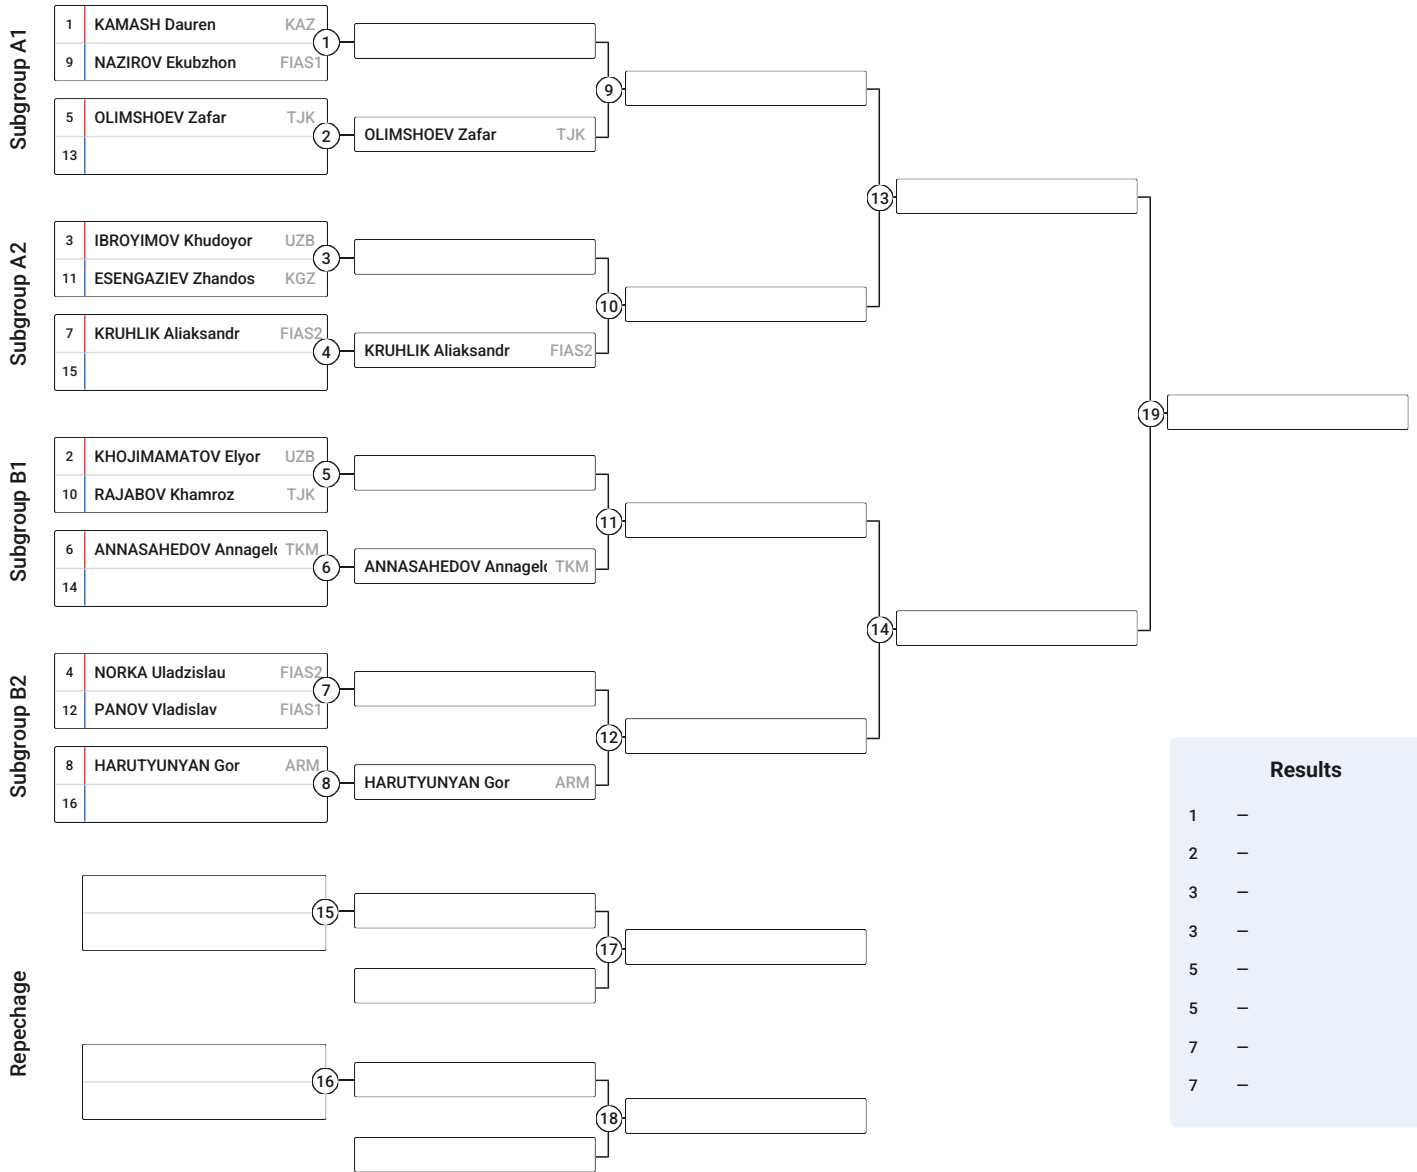 Subgroup A1
1 KAMASH Dauren KAZ
9 NAZIROV Ekubzhon FIAS1
1
5 OLIMSHOEV Zafar TJK
13
2
OLIMSHOEV Zafar TJK
9
Subgroup A2
3 IBROYIMOV Khudoyor UZB
11 ESENGAZIEV Zhandos KGZ
3
7 KRUHLIK Aliaksandr FIAS2
15
4
KRUHLIK Aliaksandr FIAS2
10
13
Subgroup B1
2 KHOJIMAMATOV Elyor UZB
10 RAJABOV Khamroz TJK
5
6 ANNASAHEDOV TKM
14
6
ANNASAHEDOV TKM
11
Subgroup B2
4 NORKA Uladzislau FIAS2
12 PANOV Vladislav FIAS1
7
8 HARUTYUNYAN Gor ARM
16
8
HARUTYUNYAN Gor ARM
12
14
19
Repechage
15
17
16
18
Results
1 –
2 –
3 –
3 –
5 –
5 –
7 –
7 –